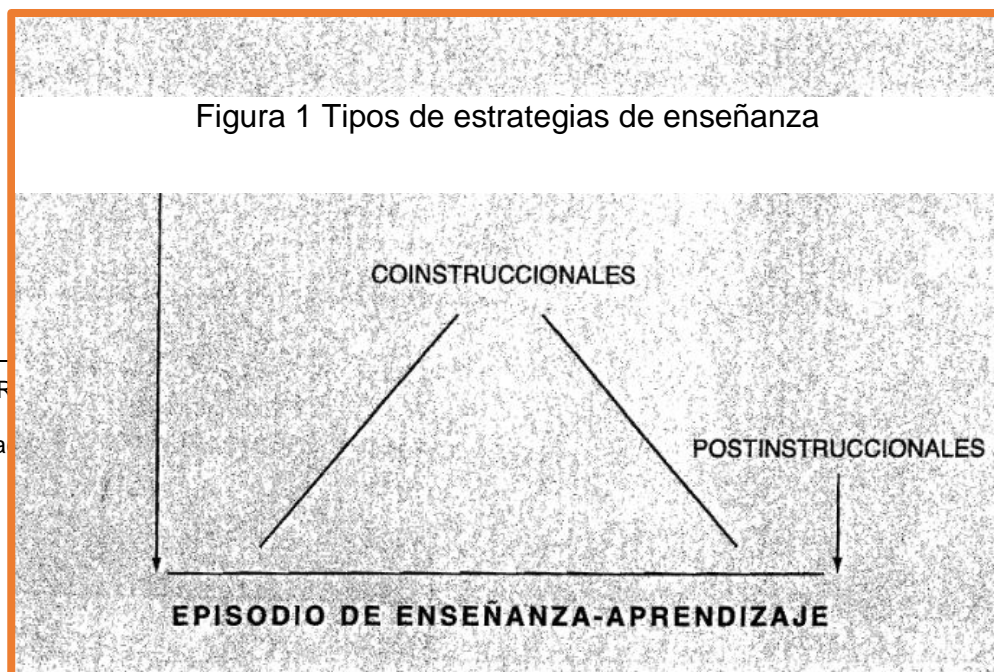 Figura 1 Tipos de estrategias de enseñanza
COINSTRUCCIONALES
R
a
POSTINSTRUCCIONALES
EPISODIO DE ENSEÑANZA-APRENDIZAJE